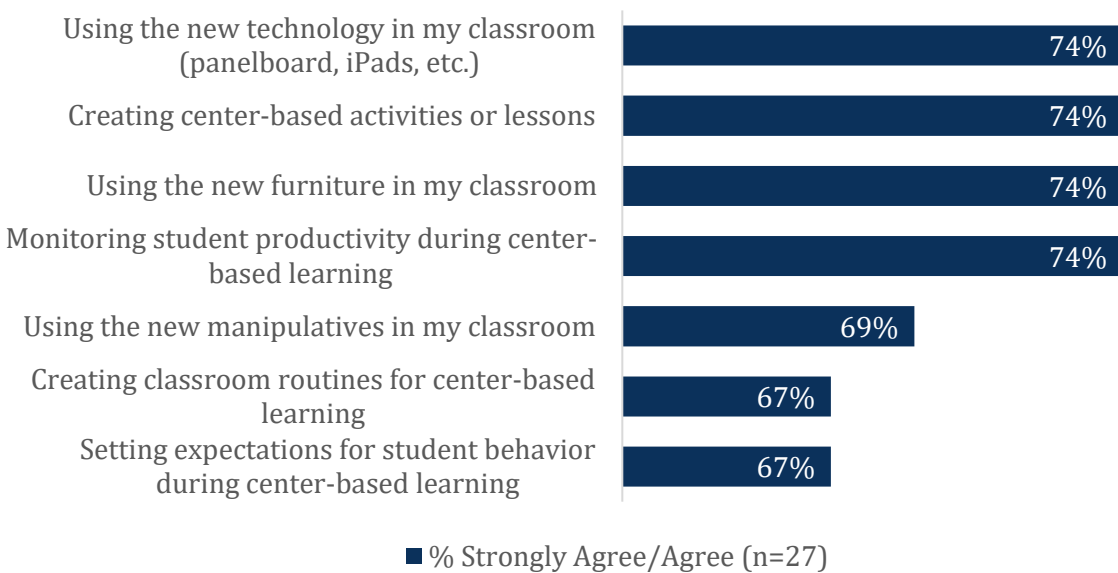 Using the new technology in my classroom
(panelboard, iPads, etc.)
74%
Creating center-based activities or lessons
74%
Using the new furniture in my classroom
74%
Monitoring student productivity during center-
based learning
74%
Using the new manipulatives in my classroom
69%
Creating classroom routines for center-based
learning
67%
Setting expectations for student behavior
during center-based learning
67%
% Strongly Agree/Agree (n=27)